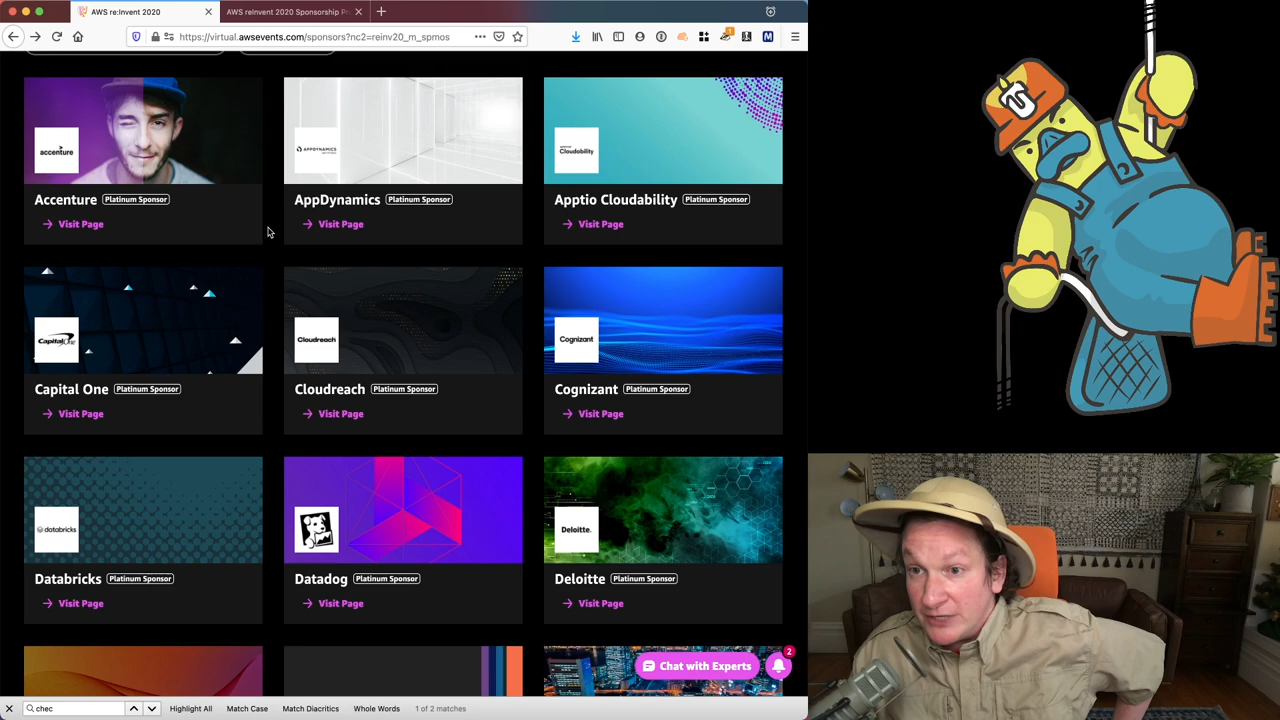 AWS re:Invent 2020
AWS reInvent 2020 Sponsorship Pr
https://virtual.awsevents.com/sponsors?nc2=reinv20_m_spmos
accenture
Accenture Platinum Sponsor
Visit Page
APPDYNAMICS
AppDynamics Platinum Sponsor
Visit Page
Cloudability
Apptio Cloudability Platinum Sponsor
Visit Page
Capital One
Capital One Platinum Sponsor
Visit Page
Cloudreach
Cloudreach Platinum Sponsor
Visit Page
Cognizant
Cognizant Platinum Sponsor
Visit Page
databricks
Databricks Platinum Sponsor
Visit Page
Datadog Platinum Sponsor
Visit Page
Deloitte.
Deloitte Platinum Sponsor
Visit Page
Chat with Experts
2
chec
Highlight All Match Case Match Diacritics Whole Words 1 of 2 matches